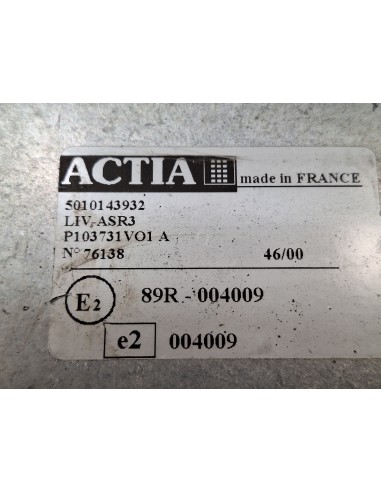 ACTIA made in FRANCE
5010143932
LIV-ASR3
P103731VO1 A
N° 76138 46/00
E2 89R - 004009
e2 004009